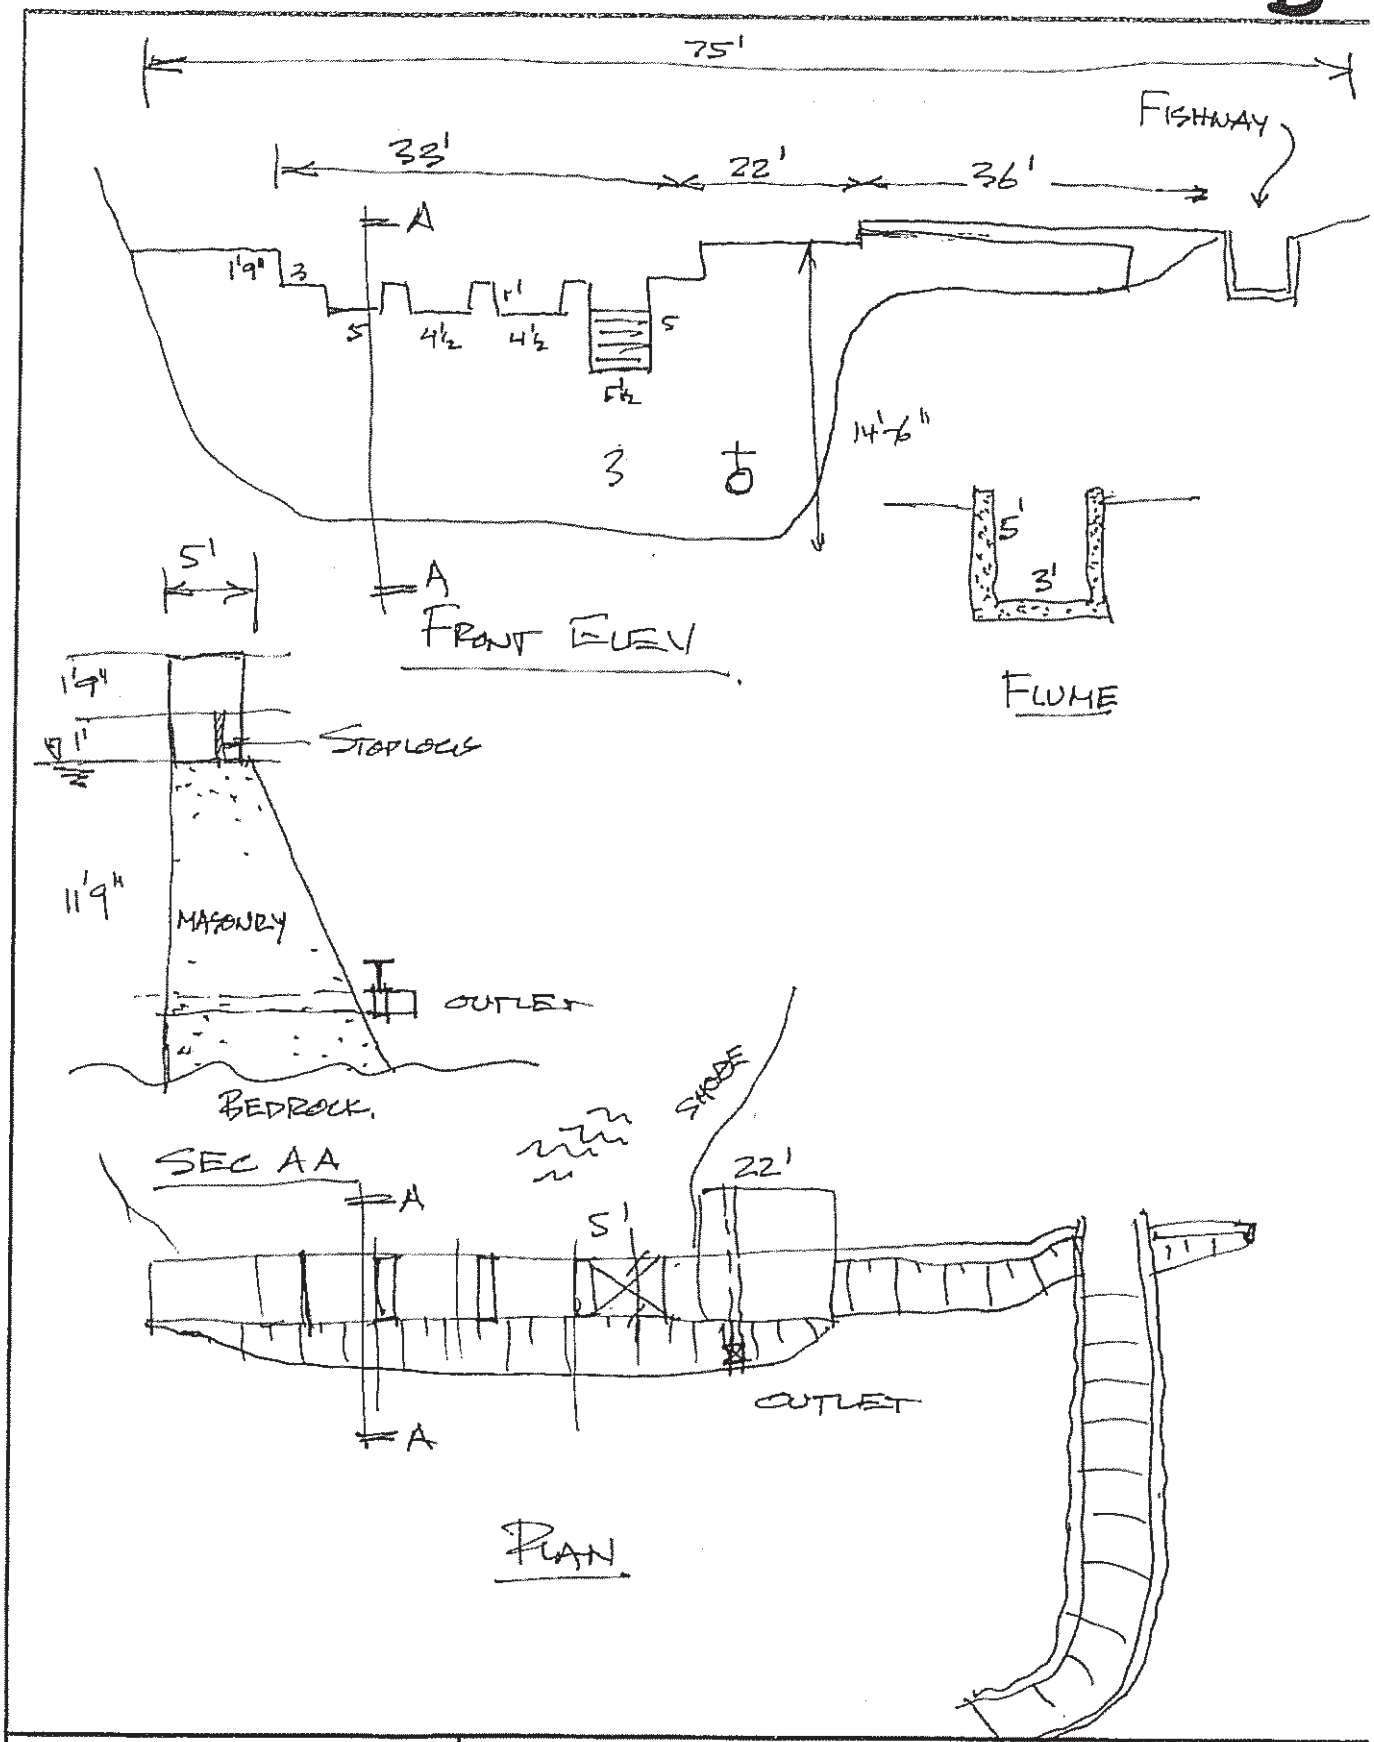 75'
FISHWAY
33'
22'
36'
A
1'9"
3
1'
5
4½
4½
5
5½
14'-6"
3
5'
3'
A
5'
FRONT ELEV.
FLUME
1'9"
1'
STOPLOGS
11'9"
MASONRY
OUTLET
BEDROCK.
SHORE
SEC AA
22'
A
5'
OUTLET
A
PLAN